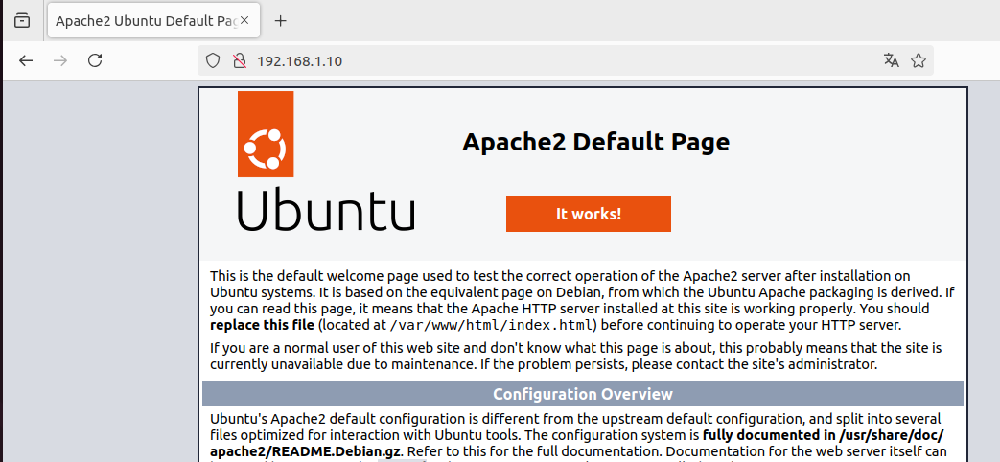 Apache2 Ubuntu Default Pag
192.168.1.10
Apache2 Default Page
Ubuntu
It works!
This is the default welcome page used to test the correct operation of the Apache2 server after installation on
Ubuntu systems. It is based on the equivalent page on Debian, from which the Ubuntu Apache packaging is derived. If
you can read this page, it means that the Apache HTTP server installed at this site is working properly. You should
replace this file (located at /var/www/html/index.html) before continuing to operate your HTTP server.
If you are a normal user of this web site and don't know what this page is about, this probably means that the site is
currently unavailable due to maintenance. If the problem persists, please contact the site's administrator.
Configuration Overview
Ubuntu's Apache2 default configuration is different from the upstream default configuration, and split into several
files optimized for interaction with Ubuntu tools. The configuration system is fully documented in /usr/share/doc/
apache2/README.Debian.gz. Refer to this for the full documentation. Documentation for the web server itself can